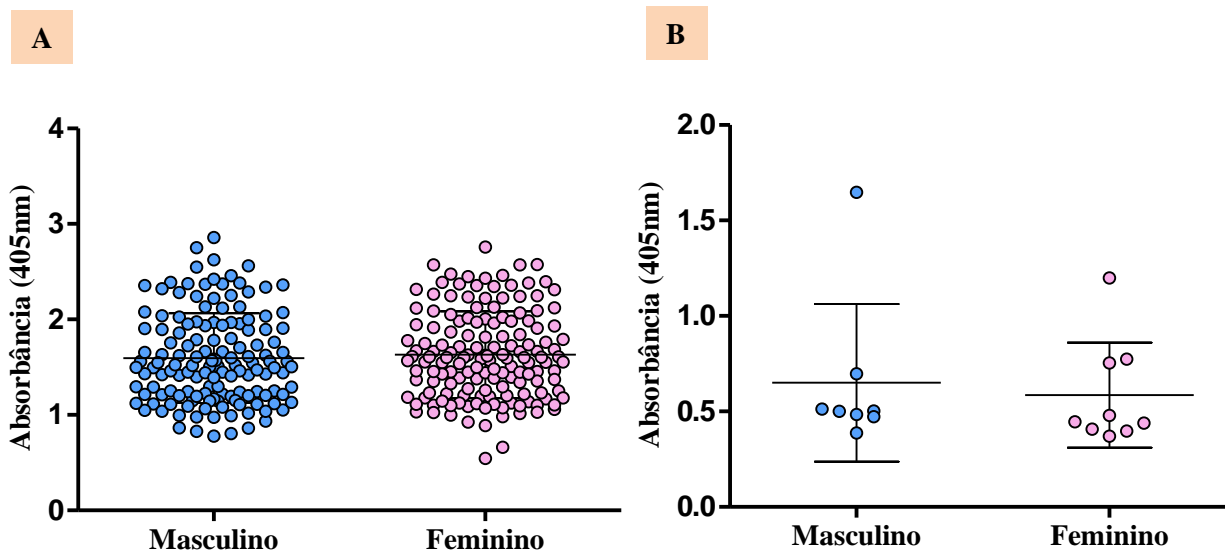 A
Absorbância (405nm)
4
3
2
1
0
Masculino
Feminino
B
Absorbância (405nm)
2.0
1.5
1.0
0.5
0.0
Masculino
Feminino